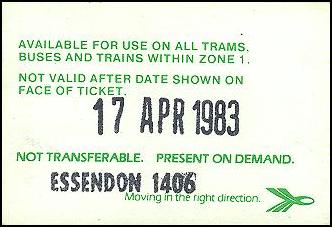 AVAILABLE FOR USE ON ALL TRAMS,
BUSES AND TRAINS WITHIN ZONE 1.
NOT VALID AFTER DATE SHOWN ON
FACE OF TICKET.
17 APR 1983
NOT TRANSFERABLE. PRESENT ON DEMAND.
ESSENDON 1406
Moving in the right direction.